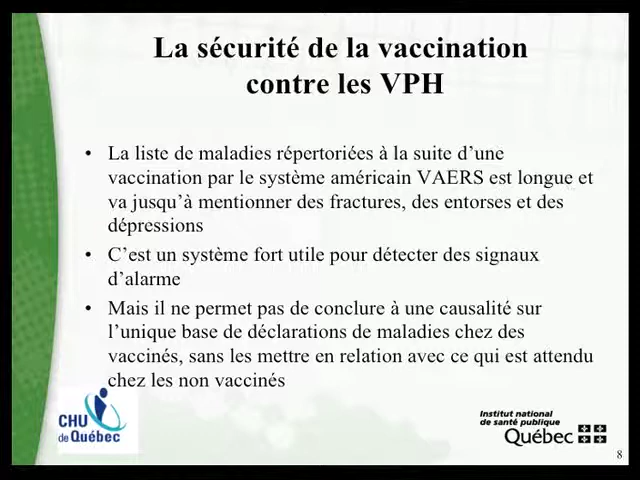 La sécurité de la vaccination
contre les VPH
• La liste de maladies répertoriées à la suite d’une
vaccination par le système américain VAERS est longue et
va jusqu’à mentionner des fractures, des entorses et des
dépressions
• C’est un système fort utile pour détecter des signaux
d’alarme
• Mais il ne permet pas de conclure à une causalité sur
l’unique base de déclarations de maladies chez des
vaccinés, sans les mettre en relation avec ce qui est attendu
chez les non vaccinés
CHU
de Québec
Institut national
de santé publique
Québec
8